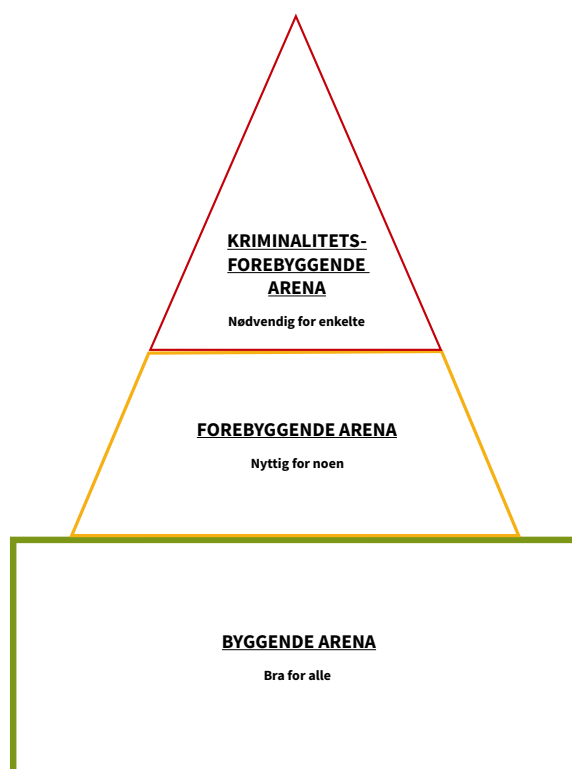 KRIMINALITETS-
FOREBYGGENDE
ARENA
Nødvendig for enkelte
FOREBYGGENDE ARENA
Nyttig for noen
BYGGENDE ARENA
Bra for alle